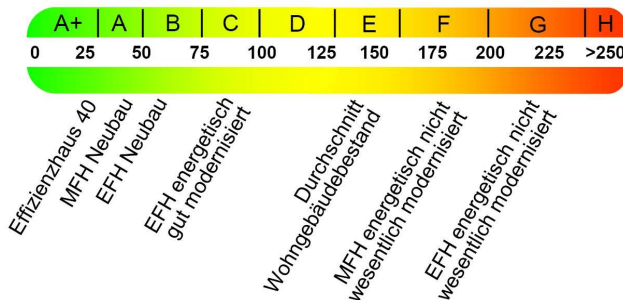 A+ A B C D E F G H
0 25 50 75 100 125 150 175 200 225 >250
Effizienzhaus 40
MFH Neubau
EFH Neubau
EFH energetisch
gut modernisiert
Durchschnitt
Wohngebäudebestand
MFH energetisch nicht
wesentlich modernisiert
EFH energetisch nicht
wesentlich modernisiert